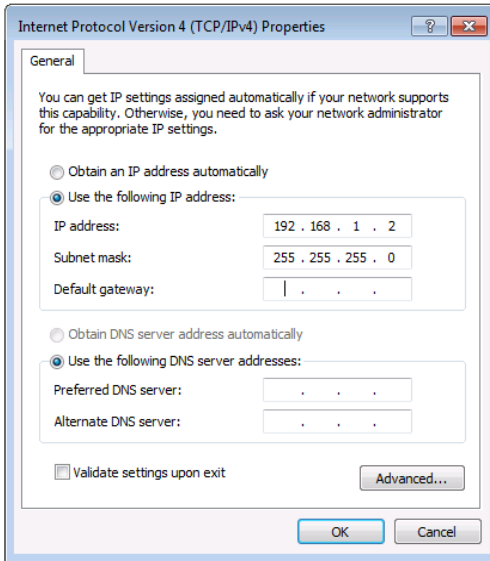 Internet Protocol Version 4 (TCP/IPv4) Properties
General
You can get IP settings assigned automatically if your network supports
this capability. Otherwise, you need to ask your network administrator
for the appropriate IP settings.
Obtain an IP address automatically
Use the following IP address:
IP address: 192 . 168 . 1 . 2
Subnet mask: 255 . 255 . 255 . 0
Default gateway: . . .
Obtain DNS server address automatically
Use the following DNS server addresses:
Preferred DNS server: . . .
Alternate DNS server: . . .
Validate settings upon exit
Advanced...
OK Cancel